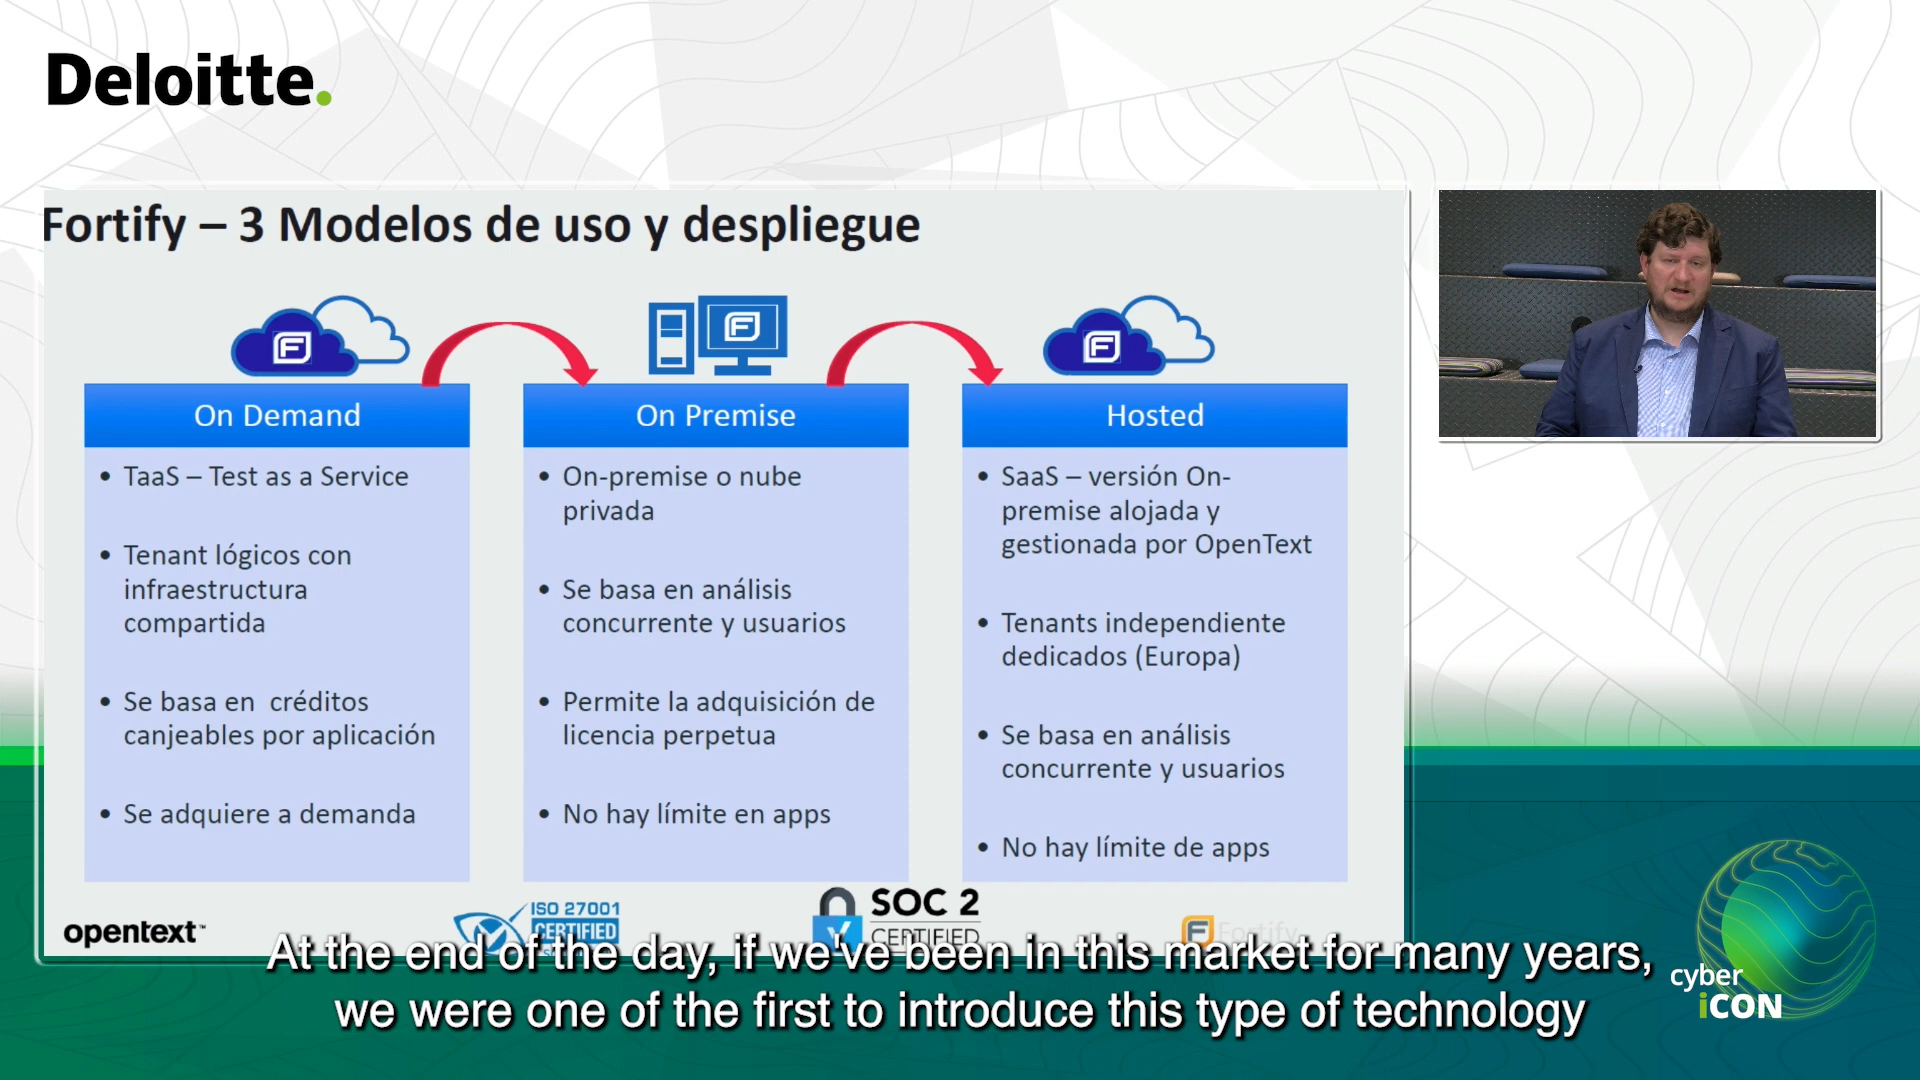 Deloitte.
Fortify – 3 Modelos de uso y despliegue
On Demand
• TaaS – Test as a Service
• Tenant lógicos con
infraestructura
compartida
• Se basa en créditos
canjeables por aplicación
• Se adquiere a demanda
On Premise
• On-premise o nube
privada
• Se basa en análisis
concurrente y usuarios
• Permite la adquisición de
licencia perpetua
• No hay límite en apps
Hosted
• SaaS – versión On-
premise alojada y
gestionada por OpenText
• Tenants independiente
dedicados (Europa)
• Se basa en análisis
concurrente y usuarios
• No hay límite de apps
opentext™
ISO 27001
CERTIFIED
SOC 2
CERTIFIED
Fortify
At the end of the day, if we've been in this market for many years,
we were one of the first to introduce this type of technology
cyber
iCON